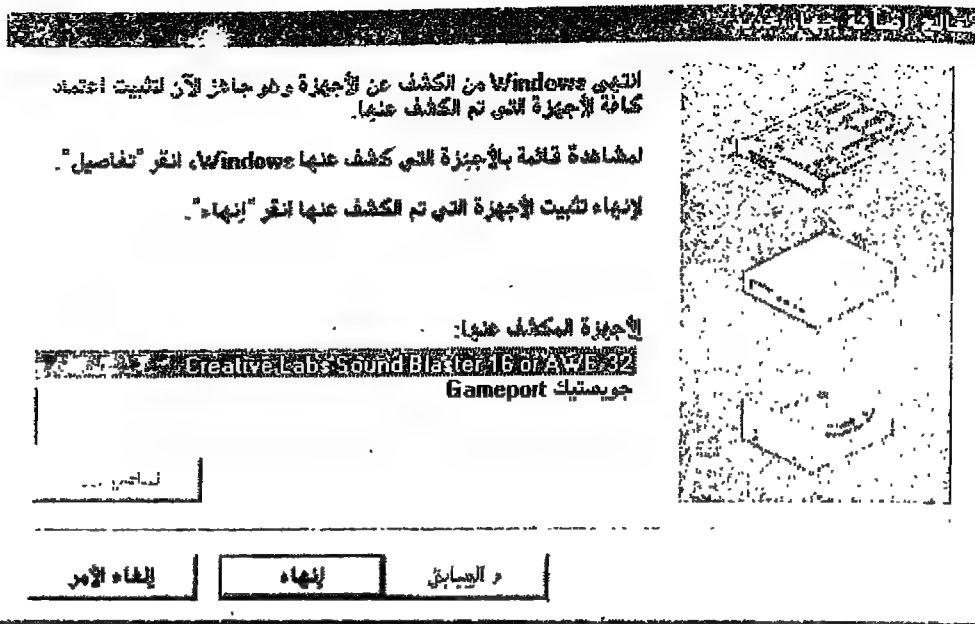 انتهى Windows من الكشف عن الأجهزة وهو جاهز الآن لتثبيت اعتماد
كافة الأجهزة التي تم الكشف عنها.
لمشاهدة قائمة بالأجهزة التي كشف عنها Windows، انقر "تفاصيل".
لإنهاء تثبيت الأجهزة التي تم الكشف عنها انقر "إنهاء".
الأجهزة المكتشف عنها:
Creative Labs Sound Blaster 16 or AWE-32
جويستيك Gameport
السابق
إنهاء
إلغاء الأمر